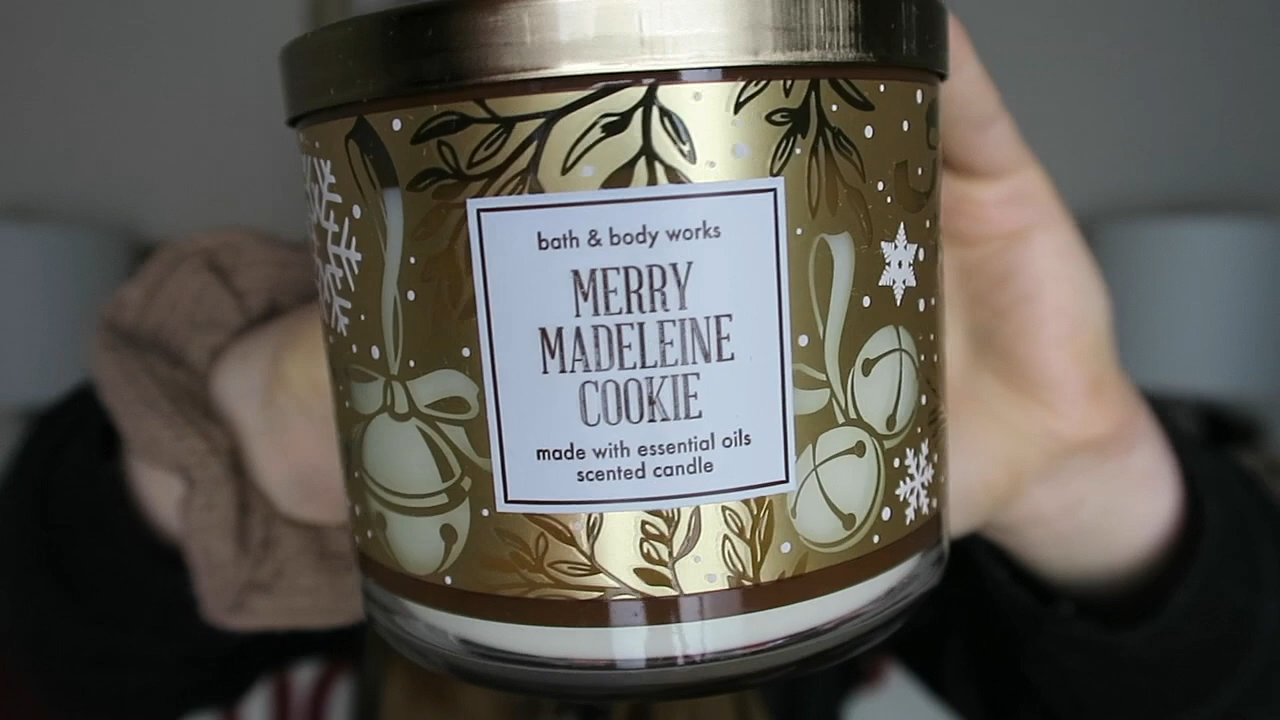 bath & body works
MERRY
MADELEINE
COOKIE
made with essential oils
scented candle